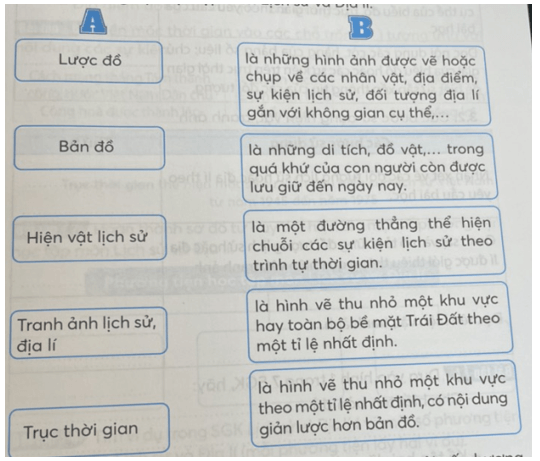 A
B
Lược đồ
là những hình ảnh được vẽ hoặc
chụp về các nhân vật, địa điểm,
sự kiện lịch sử, đối tượng địa lí
gắn với không gian cụ thể,...
Bản đồ
là những di tích, đồ vật,... trong
quá khứ của con người còn được
lưu giữ đến ngày nay.
Hiện vật lịch sử
là một đường thẳng thể hiện
chuỗi các sự kiện lịch sử theo
trình tự thời gian.
Tranh ảnh lịch sử,
địa lí
là hình vẽ thu nhỏ một khu vực
hay toàn bộ bề mặt Trái Đất theo
một tỉ lệ nhất định.
Trục thời gian
là hình vẽ thu nhỏ một khu vực
theo một tỉ lệ nhất định, có nội dung
giản lược hơn bản đồ.